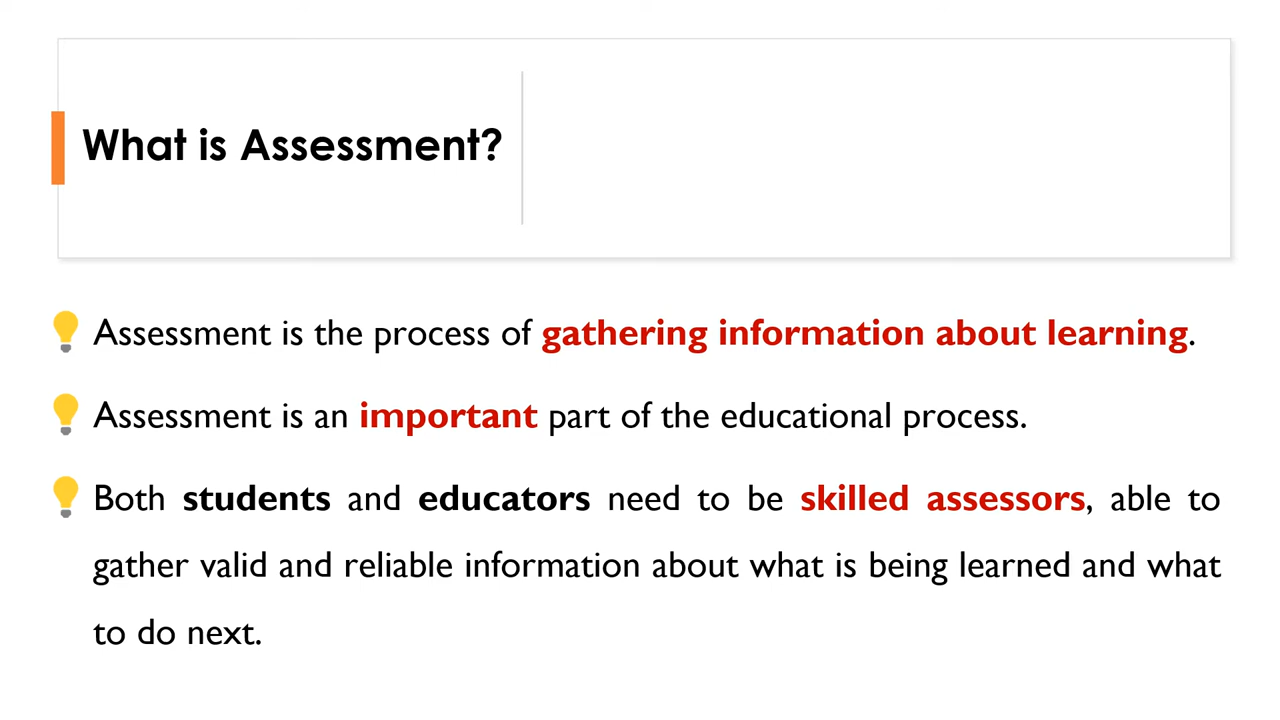 What is Assessment?
Assessment is the process of gathering information about learning.
Assessment is an important part of the educational process.
Both students and educators need to be skilled assessors, able to
gather valid and reliable information about what is being learned and what
to do next.